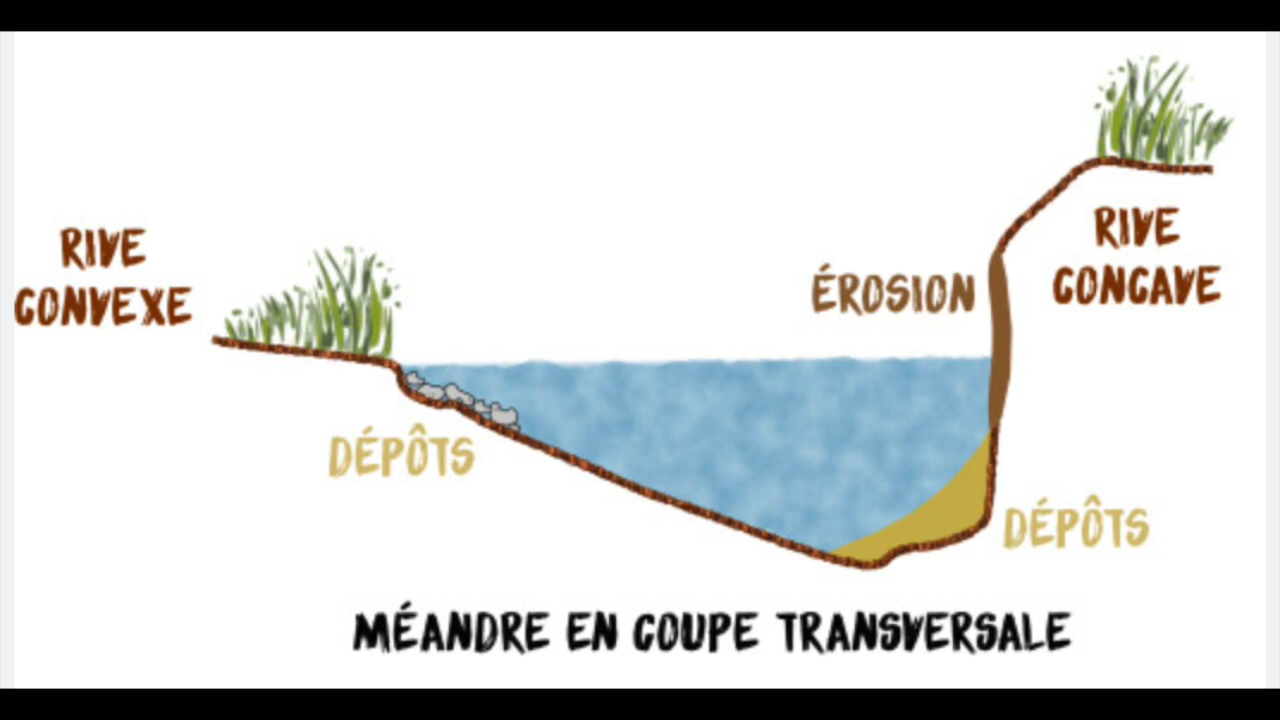 RIVE
CONVEXE
DÉPÔTS
ÉROSION
RIVE
CONCAVE
DÉPÔTS
MÉANDRE EN COUPE TRANSVERSALE